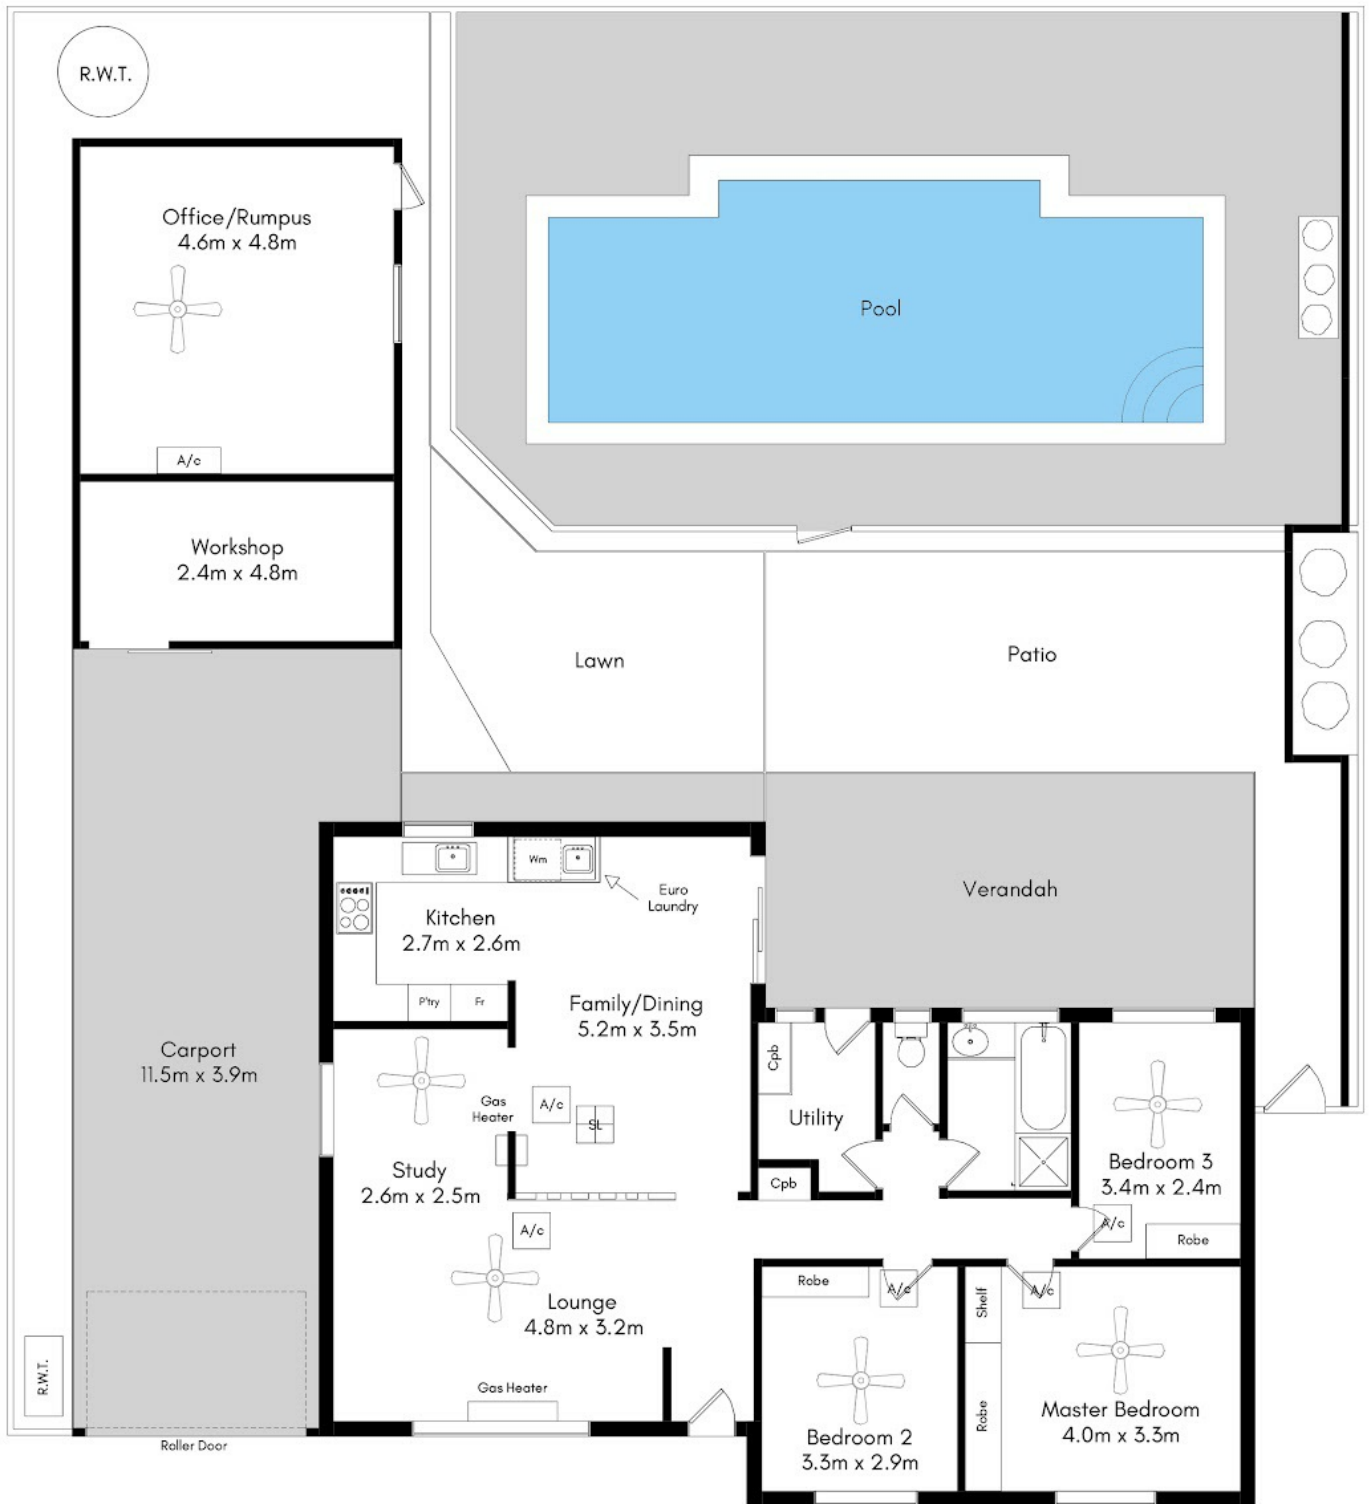 R.W.T.
Office/Rumpus
4.6m x 4.8m
A/c
Pool
Workshop
2.4m x 4.8m
Lawn
Patio
Wm
Euro
Laundry
Kitchen
2.7m x 2.6m
P'try
Fr
Family/Dining
5.2m x 3.5m
Verandah
Carport
11.5m x 3.9m
Gas
Heater
A/c
SL
Cpb
Utility
Study
2.6m x 2.5m
Cpb
Bedroom 3
3.4m x 2.4m
A/c
A/c
Robe
Lounge
4.8m x 3.2m
Robe
A/c
Shelf
A/c
R.W.T.
Gas Heater
Robe
Master Bedroom
4.0m x 3.3m
Bedroom 2
3.3m x 2.9m
Roller Door